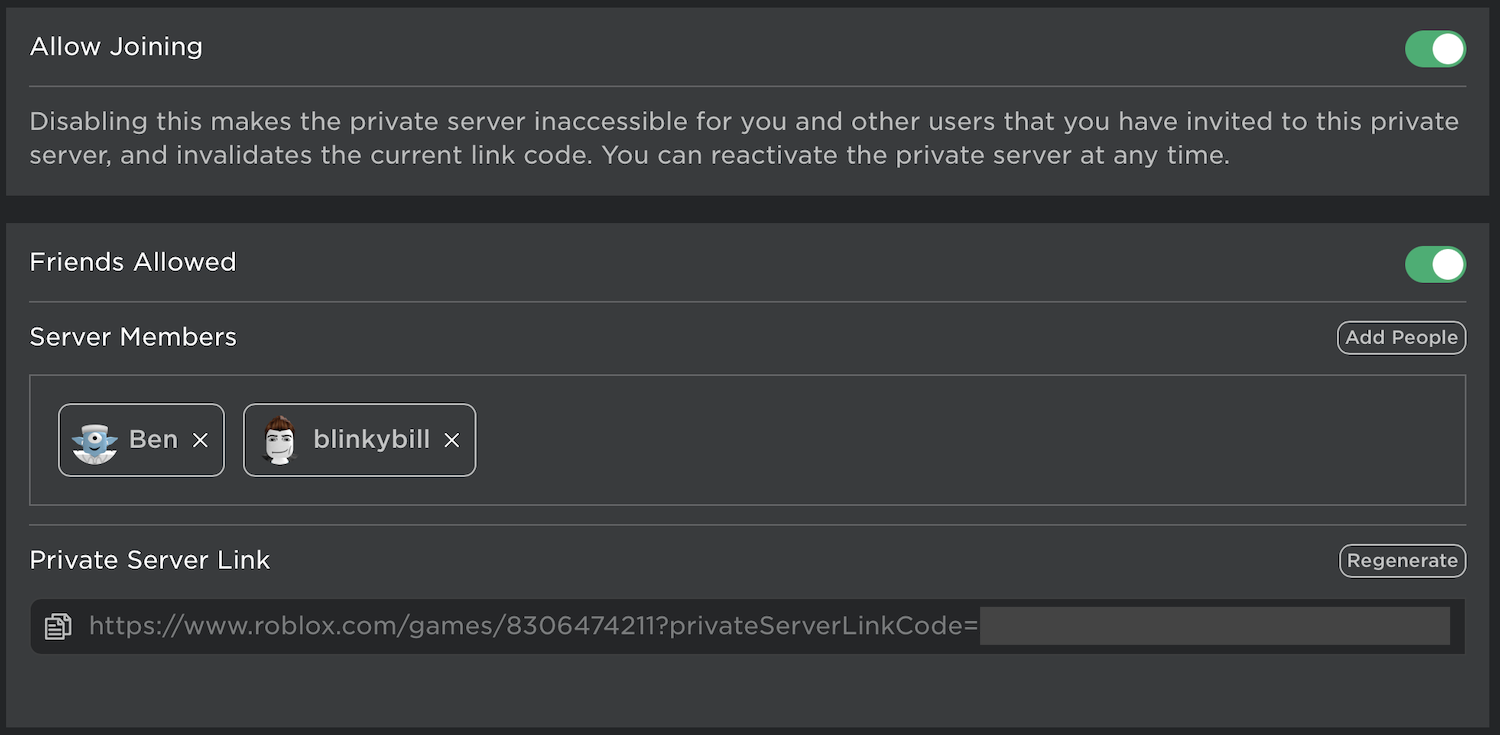 Allow Joining
Disabling this makes the private server inaccessible for you and other users that you have invited to this private
server, and invalidates the current link code. You can reactivate the private server at any time.
Friends Allowed
Server Members
Add People
Ben
blinkybill
Private Server Link
Regenerate
https://www.roblox.com/games/8306474211?privateServerLinkCode=